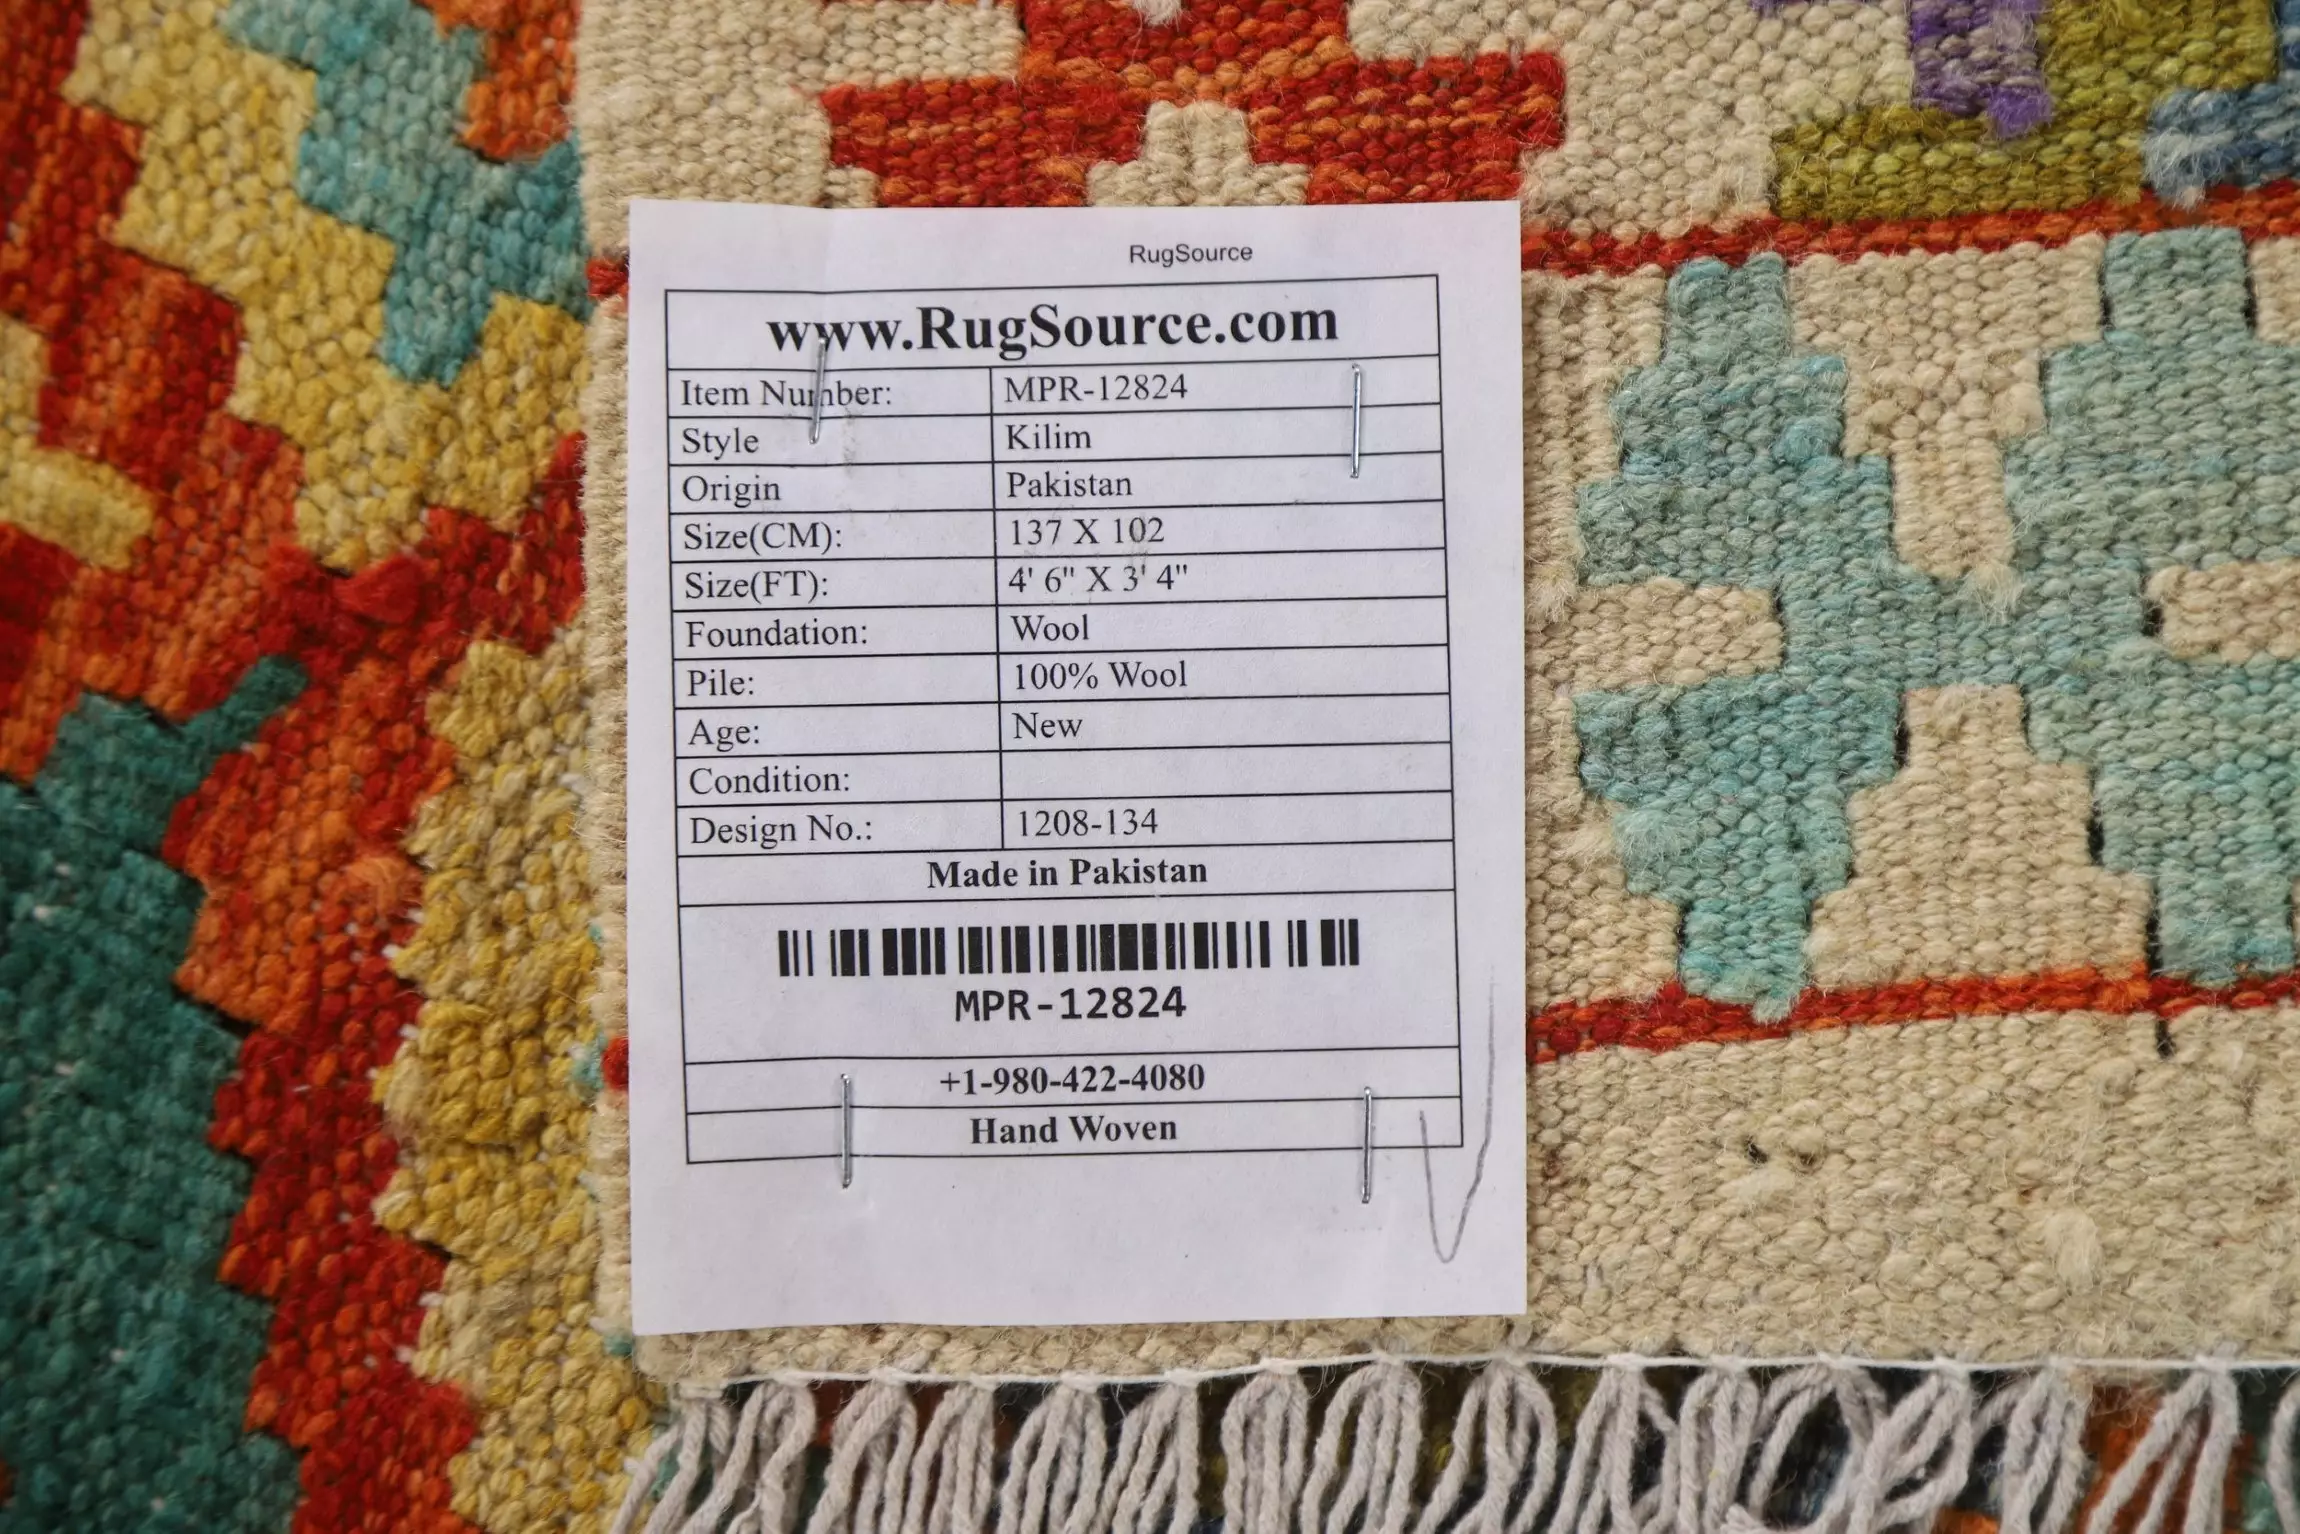 RugSource
www.RugSource.com
Item Number: MPR-12824
Style Kilim
Origin Pakistan
Size(CM): 137 X 102
Size(FT): 4' 6" X 3' 4"
Foundation: Wool
Pile: 100% Wool
Age: New
Condition:
Design No.: 1208-134
Made in Pakistan
MPR-12824
+1-980-422-4080
Hand Woven